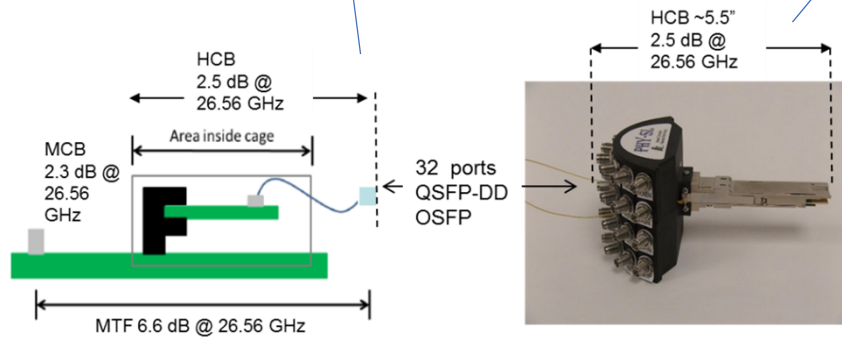 HCB
2.5 dB @
26.56 GHz
Area inside cage
MCB
2.3 dB @
26.56
GHz
MTF 6.6 dB @ 26.56 GHz
32 ports
QSFP-DD
OSFP
HCB ~5.5”
2.5 dB @
26.56 GHz
PHY-SI